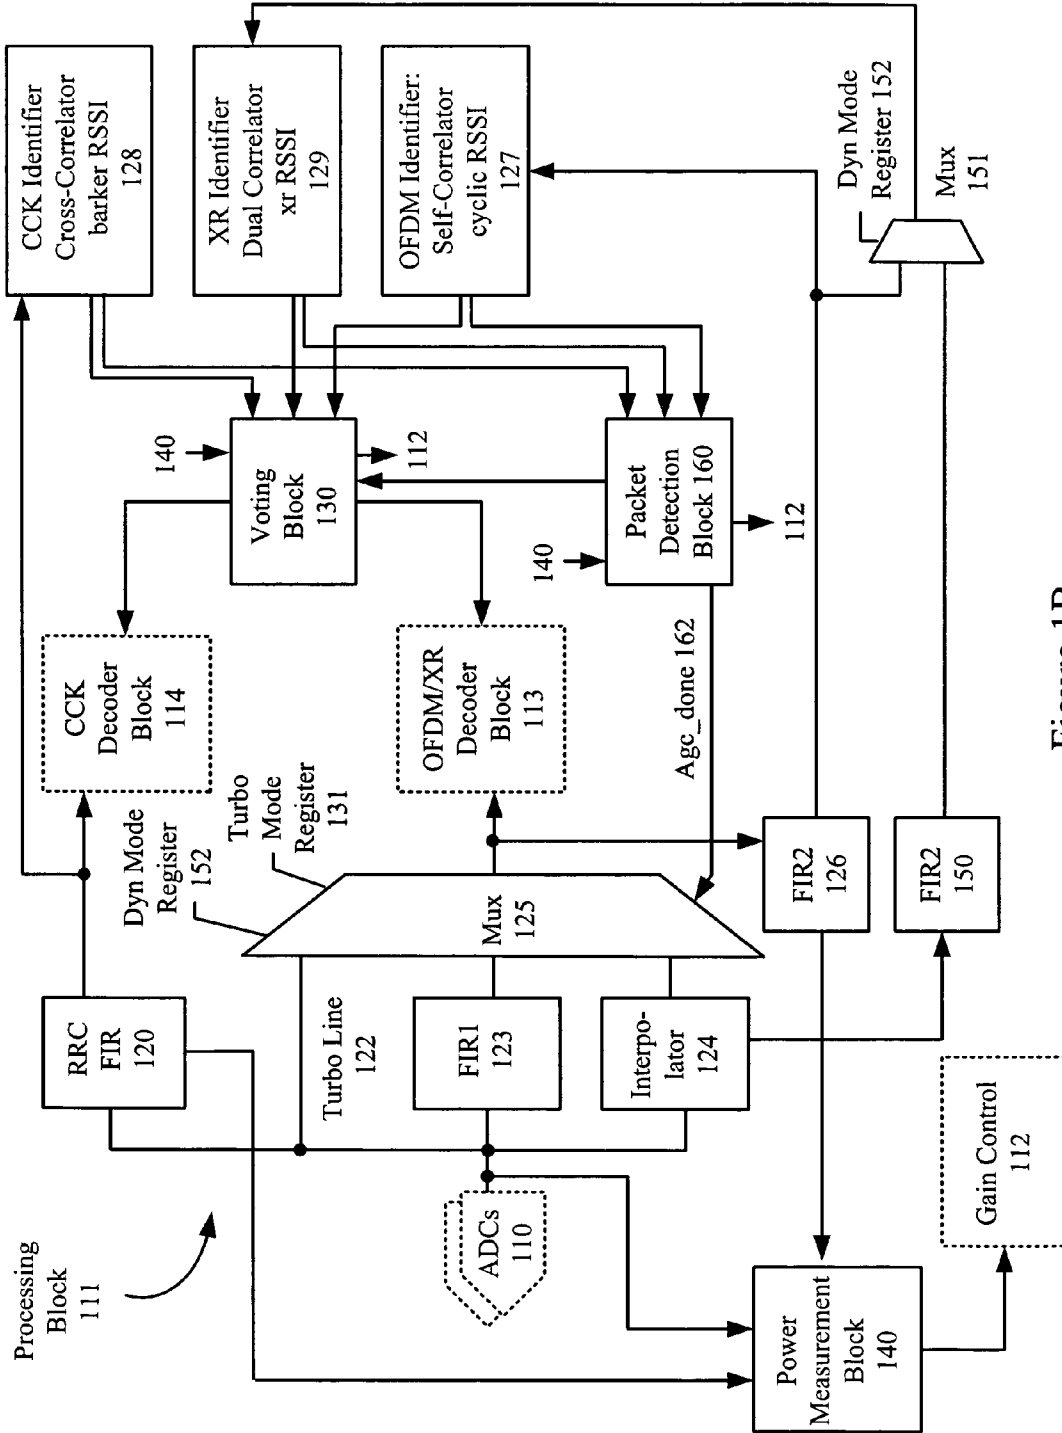 Processing
Block
111
ADCs
110
Power
Measurement
Block
140
Gain Control
112
RRC
FIR
120
Turbo Line
122
FIR1
123
Interpo-
lator
124
Dyn Mode
Register
152
Turbo
Mode
Register
131
Mux
125
FIR2
126
FIR2
150
CCK
Decoder
Block
114
OFDM/XR
Decoder
Block
113
Agc_done 162
140
Voting
Block
130
112
140
Packet
Detection
Block 160
112
CCK Identifier
Cross-Correlator
barker RSSI
128
XR Identifier
Dual Correlator
xr RSSI
129
OFDM Identifier:
Self-Correlator
cyclic RSSI
127
Dyn Mode
Register 152
Mux
151